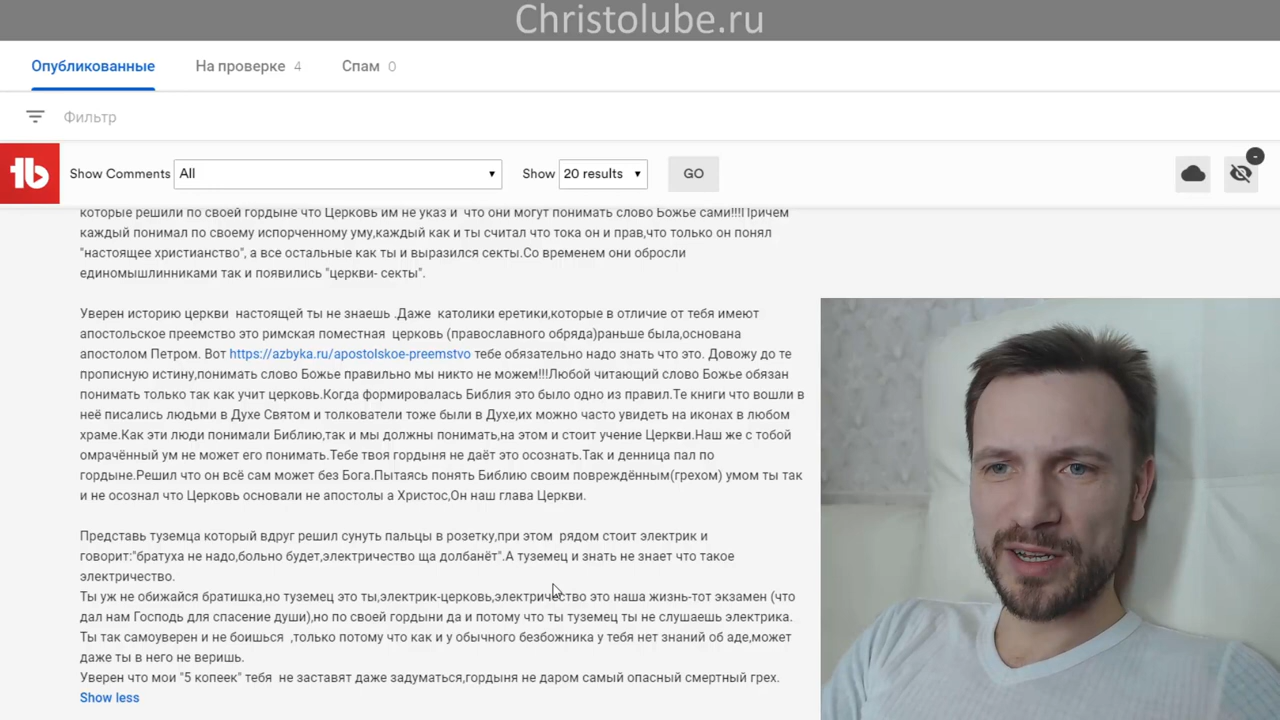 Christolube.ru
Опубликованные На проверке 4 Спам 0
Фильтр
Show Comments All Show 20 results GO
которые решили по своей гордыне что Церковь им не указ и что они могут понимать слово Божье сами!!!Причем
каждый понимал по своему испорченному уму,каждый как и ты считал что тока он и прав,что только он понял
"настоящее христианство", а все остальные как ты и выразился секты.Со временем они обросли
единомышлинниками так и появились "церкви- секты".
Уверен историю церкви настоящей ты не знаешь .Даже католики еретики,которые в отличие от тебя имеют
апостольское преемство это римская поместная церковь (православного обряда)раньше была,основана
апостолом Петром. Вот https://azbyka.ru/apostolskoe-preemstvo тебе обязательно надо знать что это. Довожу до те
прописную истину,понимать слово Божье правильно мы никто не можем!!!Любой читающий слово Божье обязан
понимать только так как учит церковь.Когда формировалась Библия это было одно из правил.Те книги что вошли в
неё писались людьми в Духе Святом и толкователи тоже были в Духе,их можно часто увидеть на иконах в любом
храме.Как эти люди понимали Библию,так и мы должны понимать,на этом и стоит учение Церкви.Наш же с тобой
омрачённый ум не может его понимать.Тебе твоя гордыня не даёт это осознать.Так и денница пал по
гордыне.Решил что он всё сам может без Бога.Пытаясь понять Библию своим повреждённым(грехом) умом ты так
и не осознал что Церковь основали не апостолы а Христос,Он наш глава Церкви.
Представь туземца который вдруг решил сунуть пальцы в розетку,при этом рядом стоит электрик и
говорит:"братуха не надо,больно будет,электричество ща долбанёт".А туземец и знать не знает что такое
электричество.
Ты уж не обижайся братишка,но туземец это ты,электрик-церковь,электричество это наша жизнь-тот экзамен (что
дал нам Господь для спасение души),но по своей гордыни да и потому что ты туземец ты не слушаешь электрика.
Ты так самоуверен и не боишься ,только потому что как и у обычного безбожника у тебя нет знаний об аде,может
даже ты в него не веришь.
Уверен что мои "5 копеек" тебя не заставят даже задуматься,гордыня не даром самый опасный смертный грех.
Show less